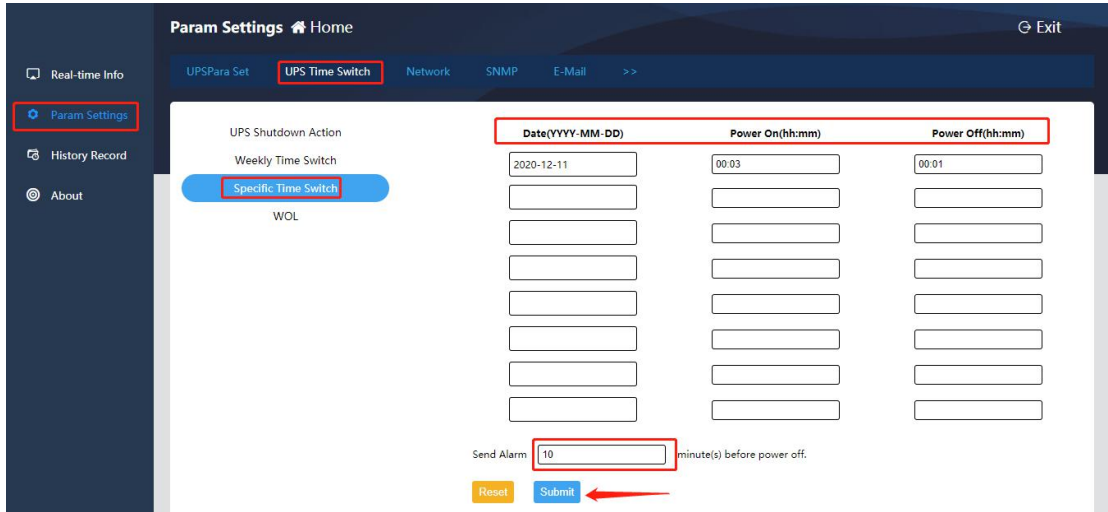 Param Settings Home
Exit
Real-time Info
Param Settings
History Record
About
UPSPara Set UPS Time Switch Network SNMP E-Mail >>
UPS Shutdown Action
Weekly Time Switch
Specific Time Switch
WOL
Date(YYYY-MM-DD) Power On(hh:mm) Power Off(hh:mm)
2020-12-11 00:03 00:01
Send Alarm 10 minute(s) before power off.
Reset Submit